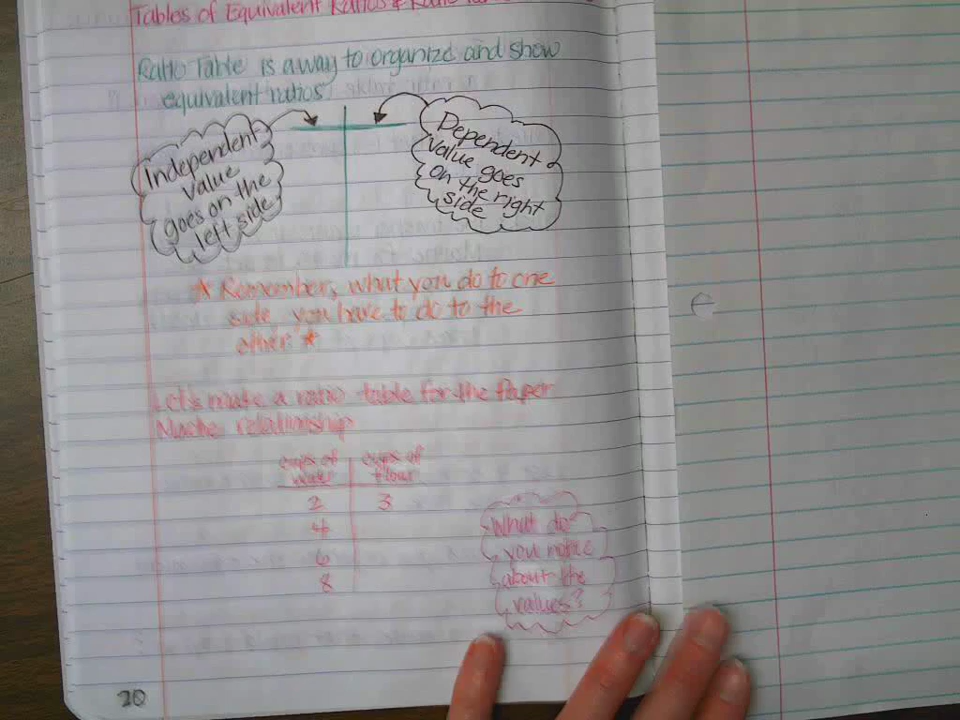 Tables of Equivalent Ratios &
Ratio Table is a way to organize and show
equivalent ratios
Independent
value
goes on the
left side
Dependent
value goes
on the right
side
* Remember, what you do to one
side you have to do to the
other *
Let's make a ratio table for the Paper
Mache relationship
cups of
water
cups of
flour
2 3
4
6
8
What do
you notice
about the
values?
20